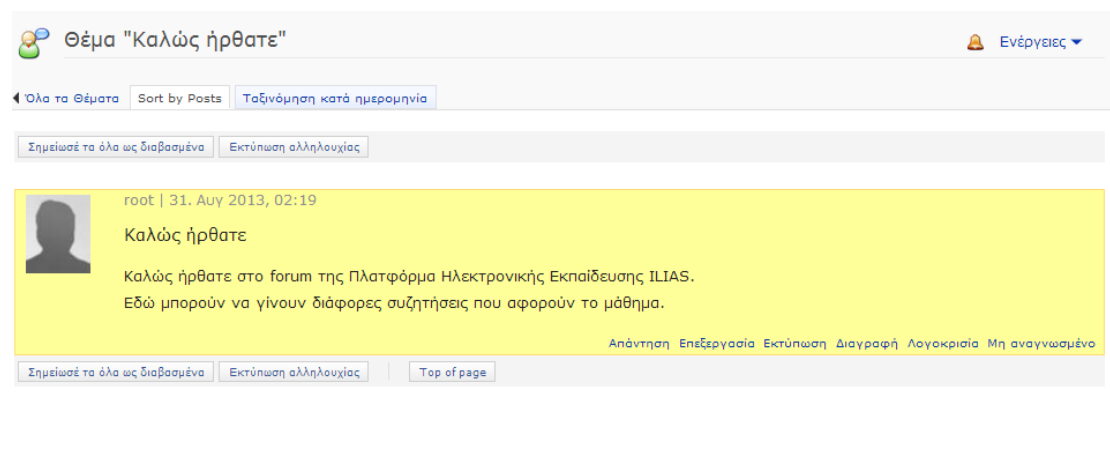 Θέμα "Καλώς ήρθατε"
Ενέργειες
Όλα τα Θέματα Sort by Posts Ταξινόμηση κατά ημερομηνία
Σημείωσέ τα όλα ως διαβασμένα Εκτύπωση αλληλουχίας
root | 31. Αυγ 2013, 02:19
Καλώς ήρθατε
Καλώς ήρθατε στο forum της Πλατφόρμα Ηλεκτρονικής Εκπαίδευσης ILIAS.
Εδώ μπορούν να γίνουν διάφορες συζητήσεις που αφορούν το μάθημα.
Απάντηση Επεξεργασία Εκτύπωση Διαγραφή Λογοκρισία Μη αναγνωσμένο
Σημείωσέ τα όλα ως διαβασμένα Εκτύπωση αλληλουχίας Top of page